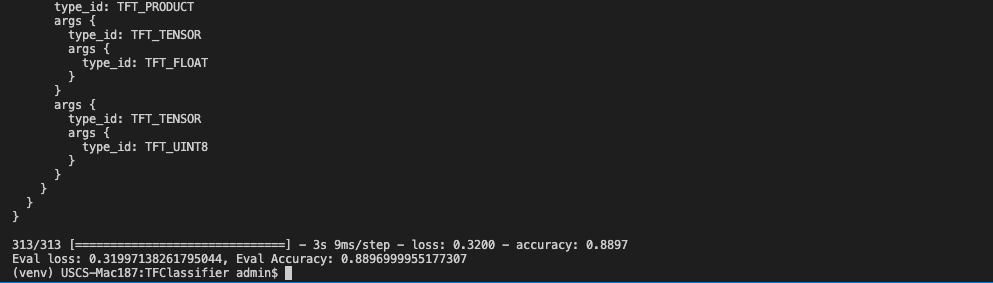 type_id: TFT_PRODUCT
args {
type_id: TFT_TENSOR
args {
type_id: TFT_FLOAT
}
}
args {
type_id: TFT_TENSOR
args {
type_id: TFT_UINT8
}
}
}
}
}
313/313 [==============================] - 3s 9ms/step - loss: 0.3200 - accuracy: 0.8897
Eval loss: 0.31997138261795044, Eval Accuracy: 0.8896999955177307
(venv) USCS-Mac187:TFClassifier admin$